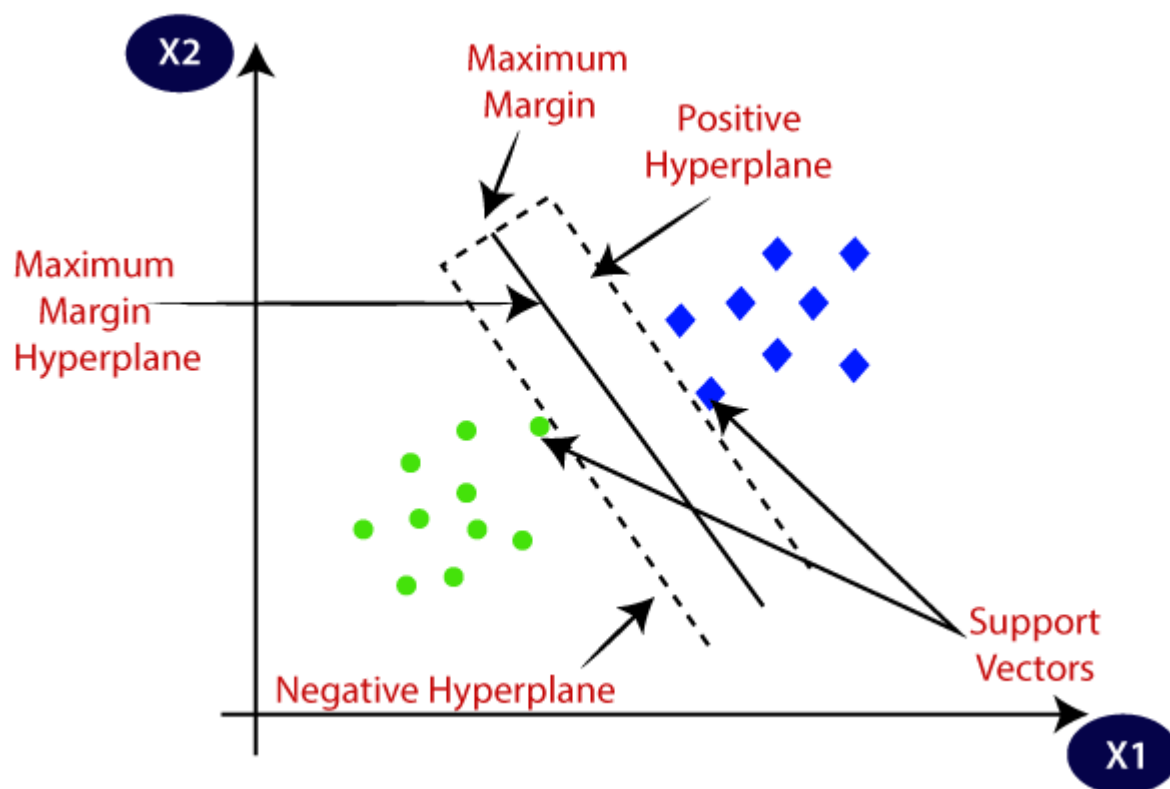 X2
Maximum
Margin
Positive
Hyperplane
Maximum
Margin
Hyperplane
Support
Vectors
Negative Hyperplane
X1